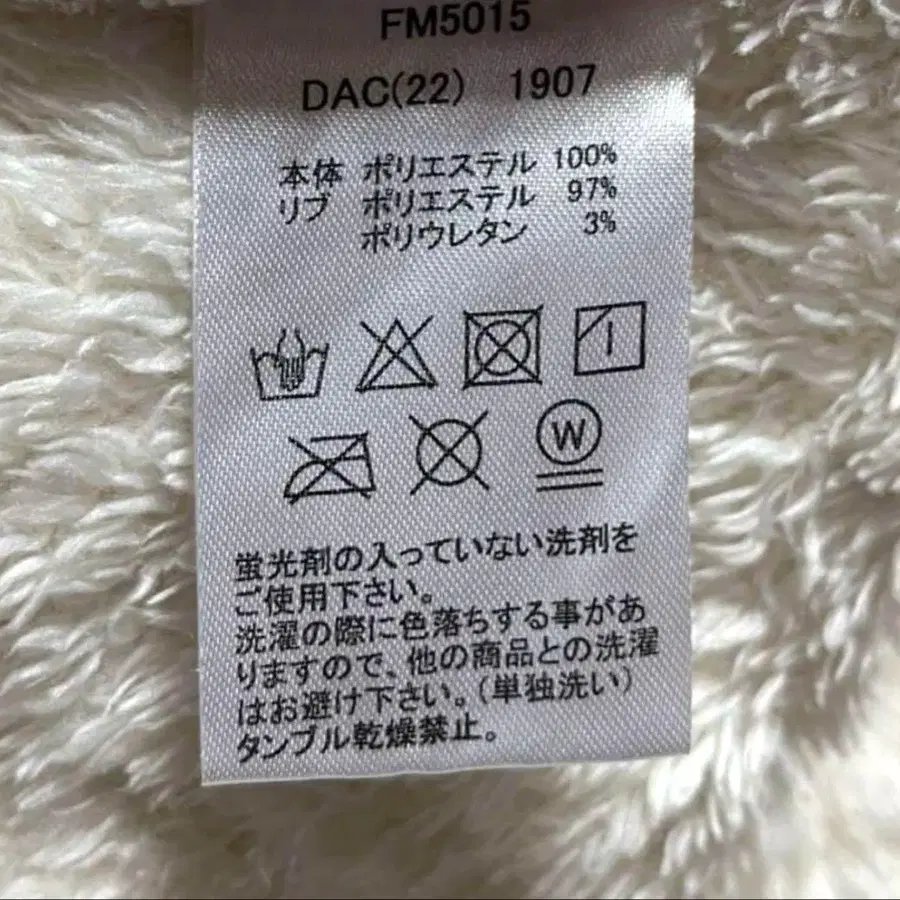 FM5015
DAC(22) 1907
本体 ポリエステル 100%
リブ ポリエステル 97%
ポリウレタン 3%
W
蛍光剤の入っていない洗剤を
ご使用下さい。
洗濯の際に色落ちする事があ
りますので、他の商品との洗濯
はお避け下さい。(単独洗い)
タンブル乾燥禁止。